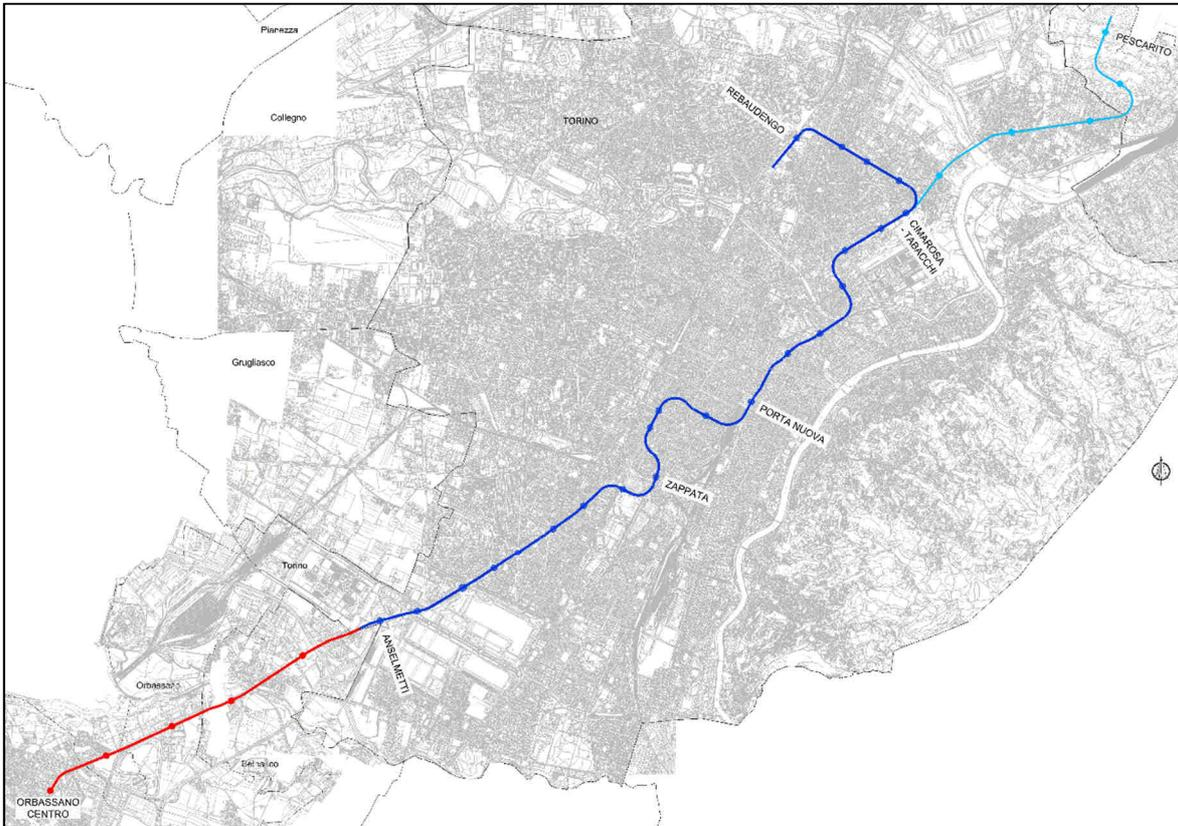 Pianezza
PESCARITO
REBAUDENGO
Collegno
TORINO
CIMAROSA
- TABACCHI
Grugliasco
PORTA NUOVA
ZAPPATA
Torino
ANSELMETTI
Orbassano
Beinasco
ORBASSANO
CENTRO